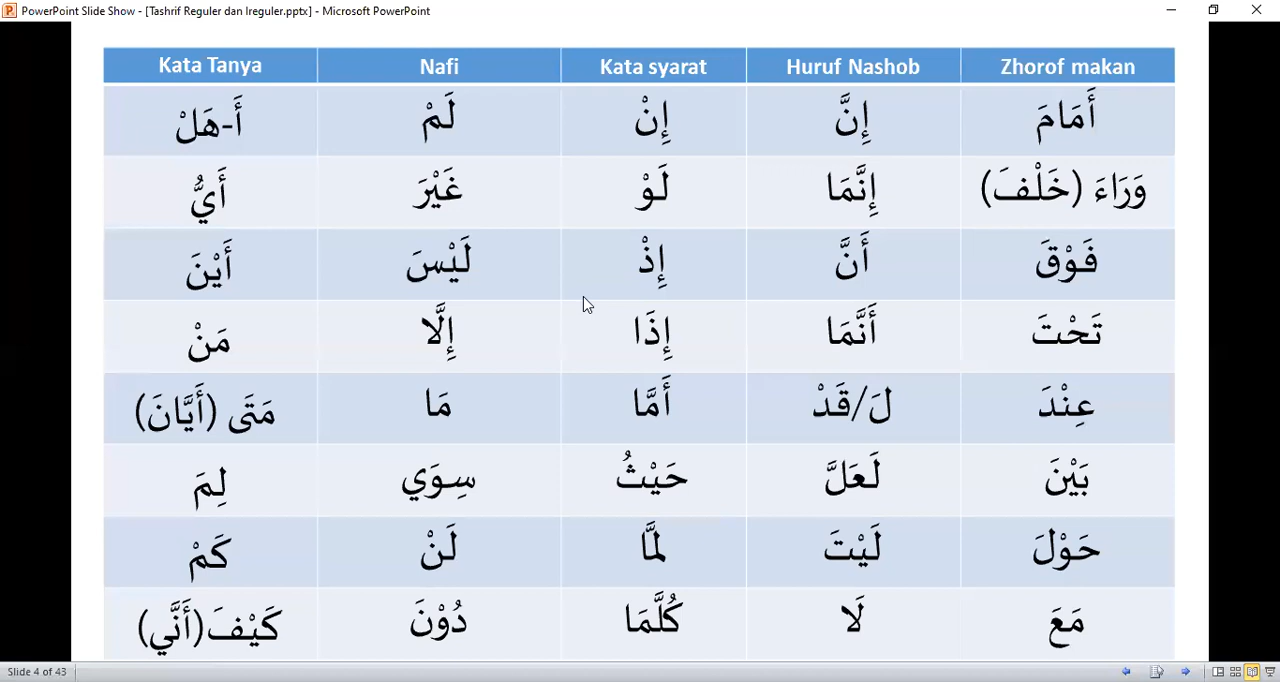 PowerPoint Slide Show - [Tashrif Reguler dan Ireguler.pptx] - Microsoft PowerPoint
Kata Tanya Nafi Kata syarat Huruf Nashob Zhorof makan
أَ-هَلْ لَمْ إِنْ إِنَّ أَمَامَ
أَيُّ غَيْرَ لَوْ إِنَّمَا وَرَاءَ (خَلْفَ)
أَيْنَ لَيْسَ إِذْ أَنَّ فَوْقَ
مَنْ إِلَّا إِذَا أَنَّمَا تَحْتَ
مَتَى (أَيَّانَ) مَا أَمَّا لَ/قَدْ عِنْدَ
لِمَ سِوَي حَيْثُ لَعَلَّ بَيْنَ
كَمْ لَنْ لَمَّا لَيْتَ حَوْلَ
كَيْفَ(أَنَّي) دُوْنَ كُلَّمَا لَا مَعَ
Slide 4 of 43